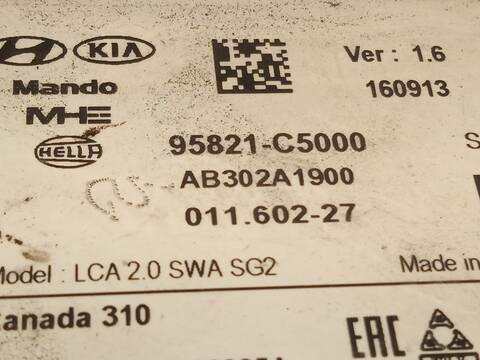 KIA Ver : 1.6
Mando 160913
MHE
HELLA 95821-C5000
AB302A1900
011.602-27
Model : LCA 2.0 SWA SG2 Made in
Canada 310
EAC